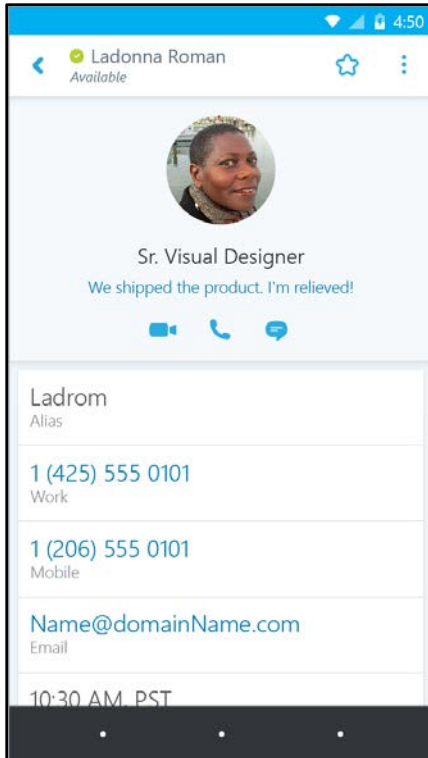 4:50
Ladonna Roman
Available
Sr. Visual Designer
We shipped the product. I'm relieved!
Ladrom
Alias
1 (425) 555 0101
Work
1 (206) 555 0101
Mobile
Name@domainName.com
Email
10:30 AM, PST